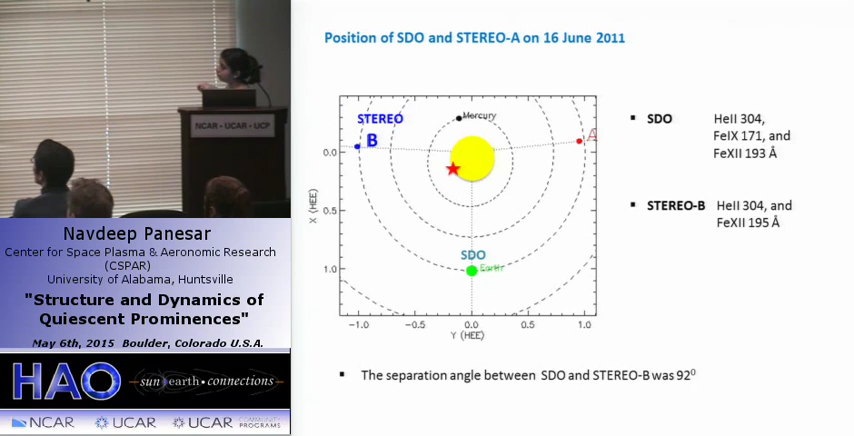 Position of SDO and STEREO-A on 16 June 2011
NCAR • UCAR • UCP
Navdeep Panesar
Center for Space Plasma & Aeronomic Research
(CSPAR)
University of Alabama, Huntsville
"Structure and Dynamics of
Quiescent Prominences"
May 6th, 2015 Boulder, Colorado U.S.A.
HAO
sun • earth • connections
NCAR
UCAR
UCAR
COMMUNITY
PROGRAMS
STEREO
B
Mercury
A
SDO
Earth
0.0
0.5
1.0
X (HEE)
-1.0
-0.5
0.0
0.5
1.0
Y (HEE)
▪ SDO HeII 304,
FeIX 171, and
FeXII 193 Å
▪ STEREO-B HeII 304, and
FeXII 195 Å
▪ The separation angle between SDO and STEREO-B was 92⁰